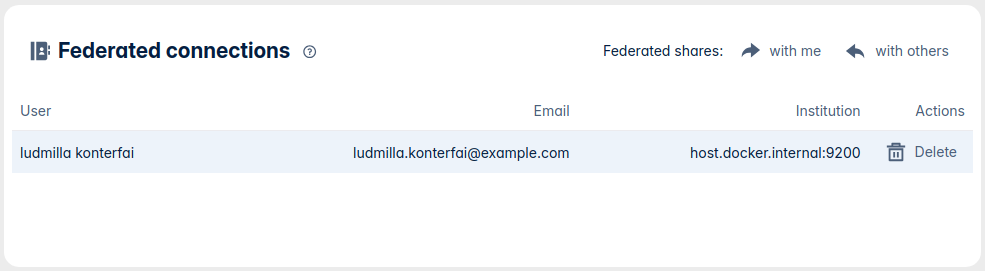 Federated connections ? Federated shares: with me with others
User Email Institution Actions
ludmilla konterfai ludmilla.konterfai@example.com host.docker.internal:9200 Delete